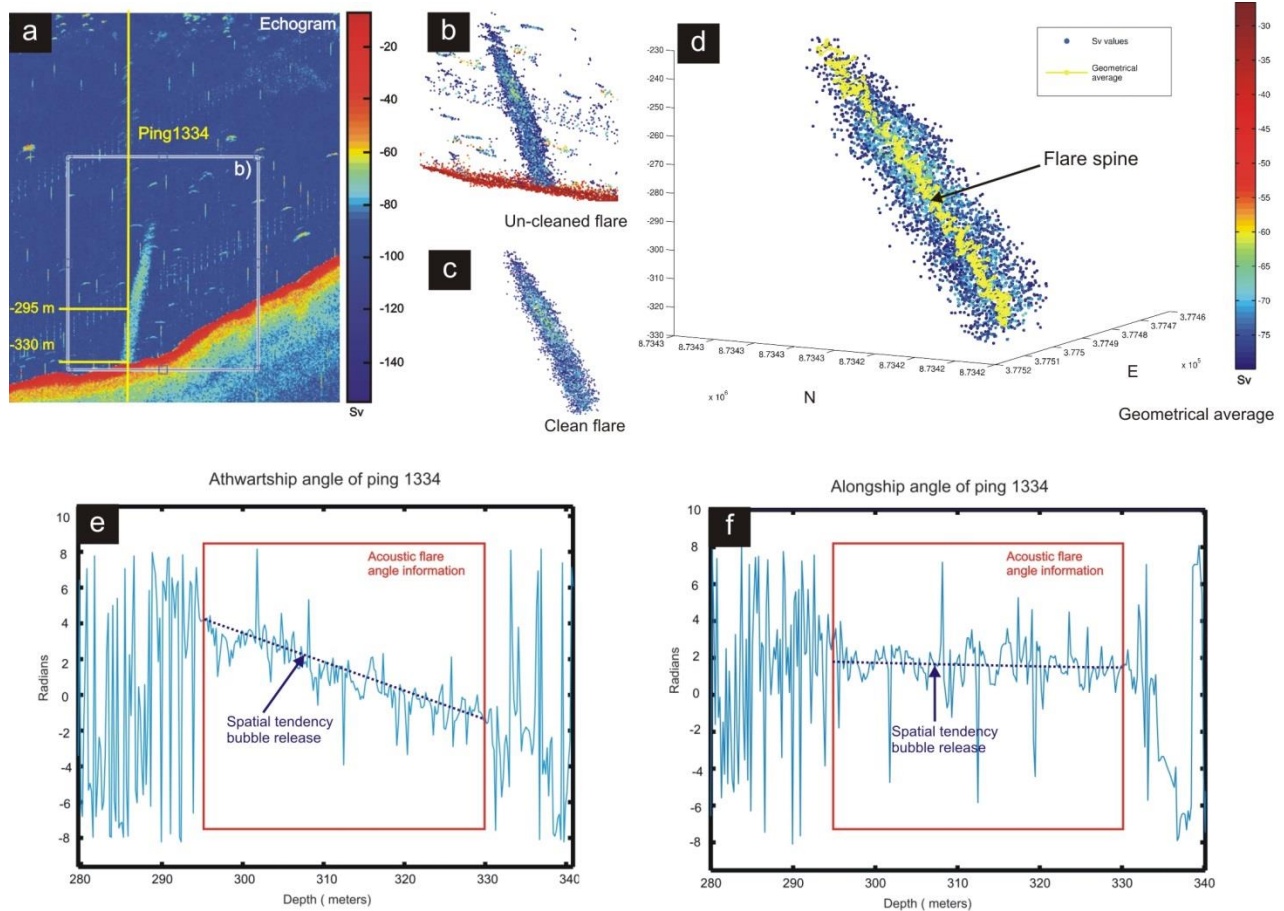 a
Echogram
Ping1334
b)
-295 m
-330 m
-20
-40
-60
-80
-100
-120
-140
Sv
b
Un-cleaned flare
c
Clean flare
d
Sv values
Geometrical
average
Flare spine
-230
-240
-250
-260
-270
-280
-290
-300
-310
-320
-330
8.7343
8.7343
8.7343
8.7343
8.7342
8.7342
8.7342
8.7342
x 10⁶
N
3.7752
3.7751
3.775
3.7749
3.7748
3.7747
3.7746
x 10⁵
E
-30
-35
-40
-45
-50
-55
-60
-65
-70
-75
Sv
Geometrical average
Athwartship angle of ping 1334
e
Acoustic flare
angle information
Spatial tendency
bubble release
Radians
10
8
6
4
2
0
-2
-4
-6
-8
280 290 300 310 320 330 340
Depth ( meters)
Alongship angle of ping 1334
f
Acoustic flare
angle information
Spatial tendency
bubble release
Radians
10
8
6
4
2
0
-2
-4
-6
-8
280 290 300 310 320 330 340
Depth ( meters)